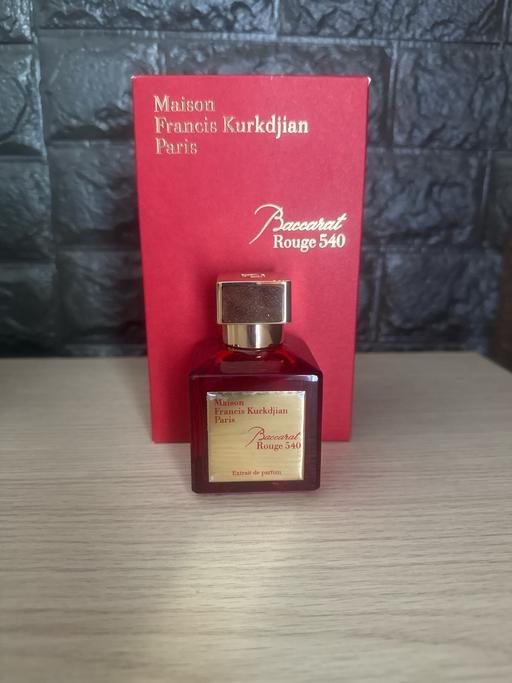 Maison
Francis Kurkdjian
Paris
Baccarat
Rouge 540
Maison
Francis Kurkdjian
Paris
Baccarat
Rouge 540
Extrait de parfum